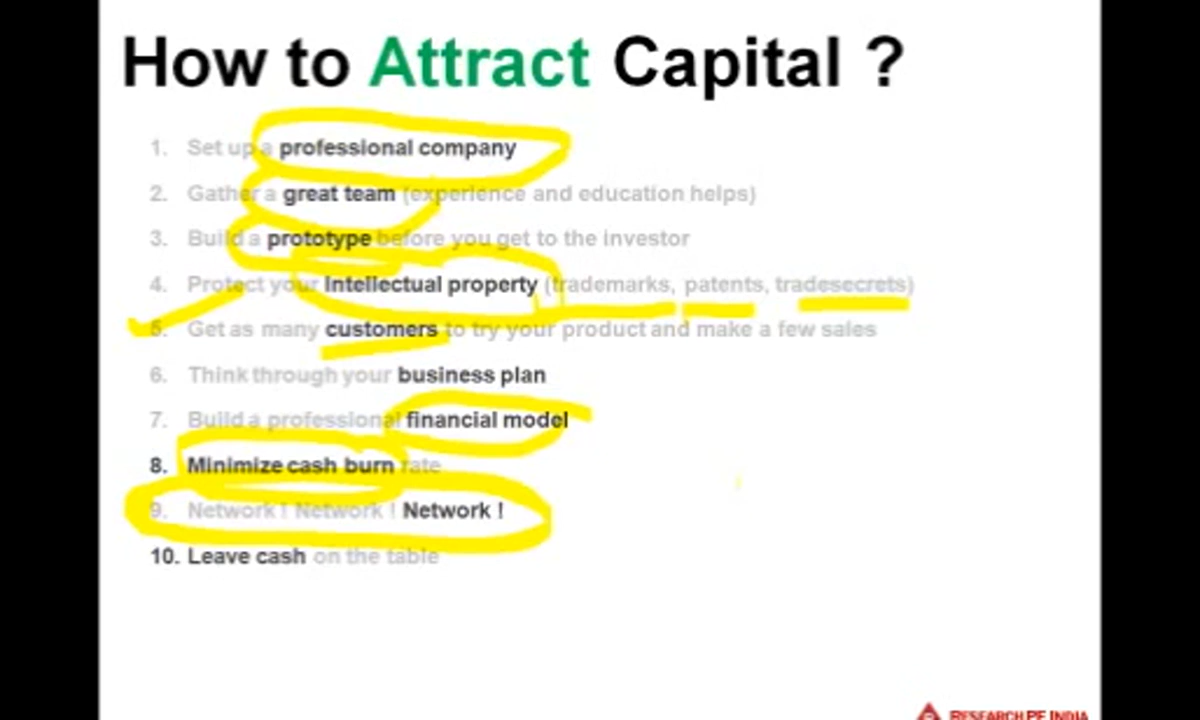 How to Attract Capital ?
1. Set up a professional company
2. Gather a great team (experience and education helps)
3. Build a prototype before you get to the investor
4. Protect your Intellectual property (trademarks, patents, tradesecrets)
5. Get as many customers to try your product and make a few sales
6. Think through your business plan
7. Build a professional financial model
8. Minimize cash burn rate
9. Network ! Network ! Network !
10. Leave cash on the table
RESEARCH PE INDIA